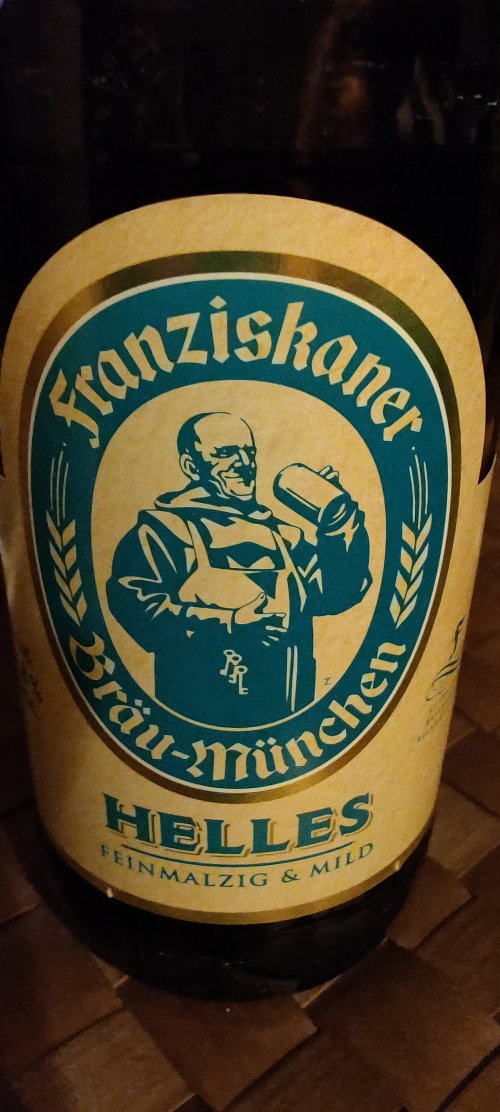 Franziskaner
Bräu-München
HELLES
FEINMALZIG & MILD